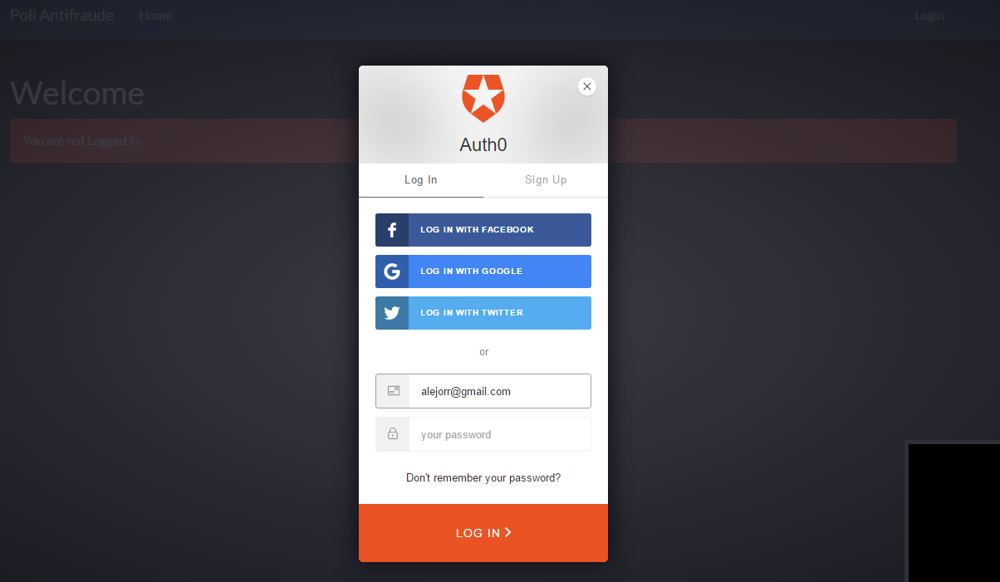 Poli Antifraude Home Login
Welcome
You are not Logged in
Auth0
Log In Sign Up
LOG IN WITH FACEBOOK
LOG IN WITH GOOGLE
LOG IN WITH TWITTER
or
alejorr@gmail.com
your password
Don't remember your password?
LOG IN